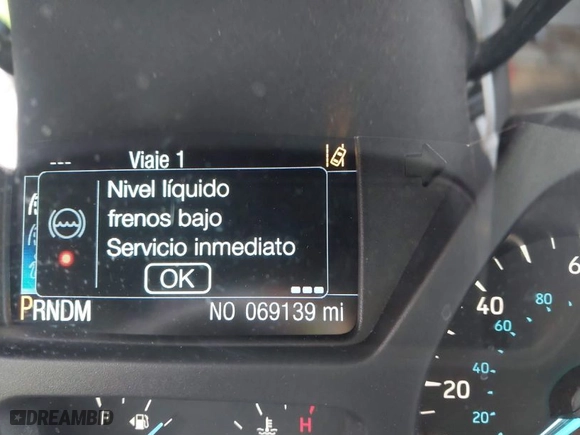 --- Viaje 1
Nivel líquido
frenos bajo
Servicio inmediato
OK
PRNDM NO 069139 mi
6
40 80
60
40
20
20
F H
DREAMBID